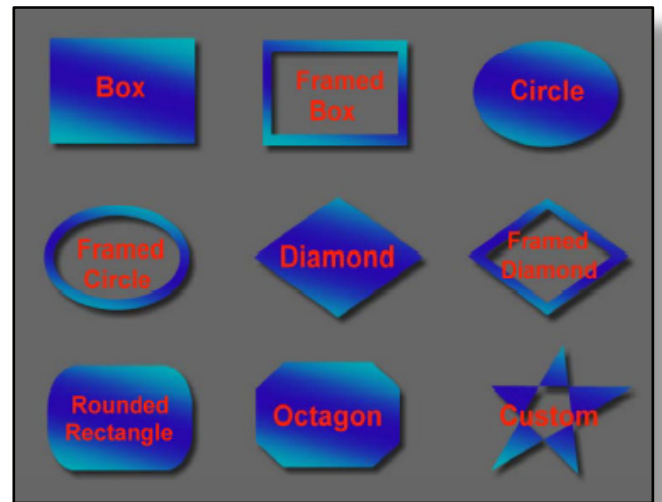 Box
Framed
Box
Circle
Framed
Circle
Diamond
Framed
Diamond
Rounded
Rectangle
Octagon
Custom